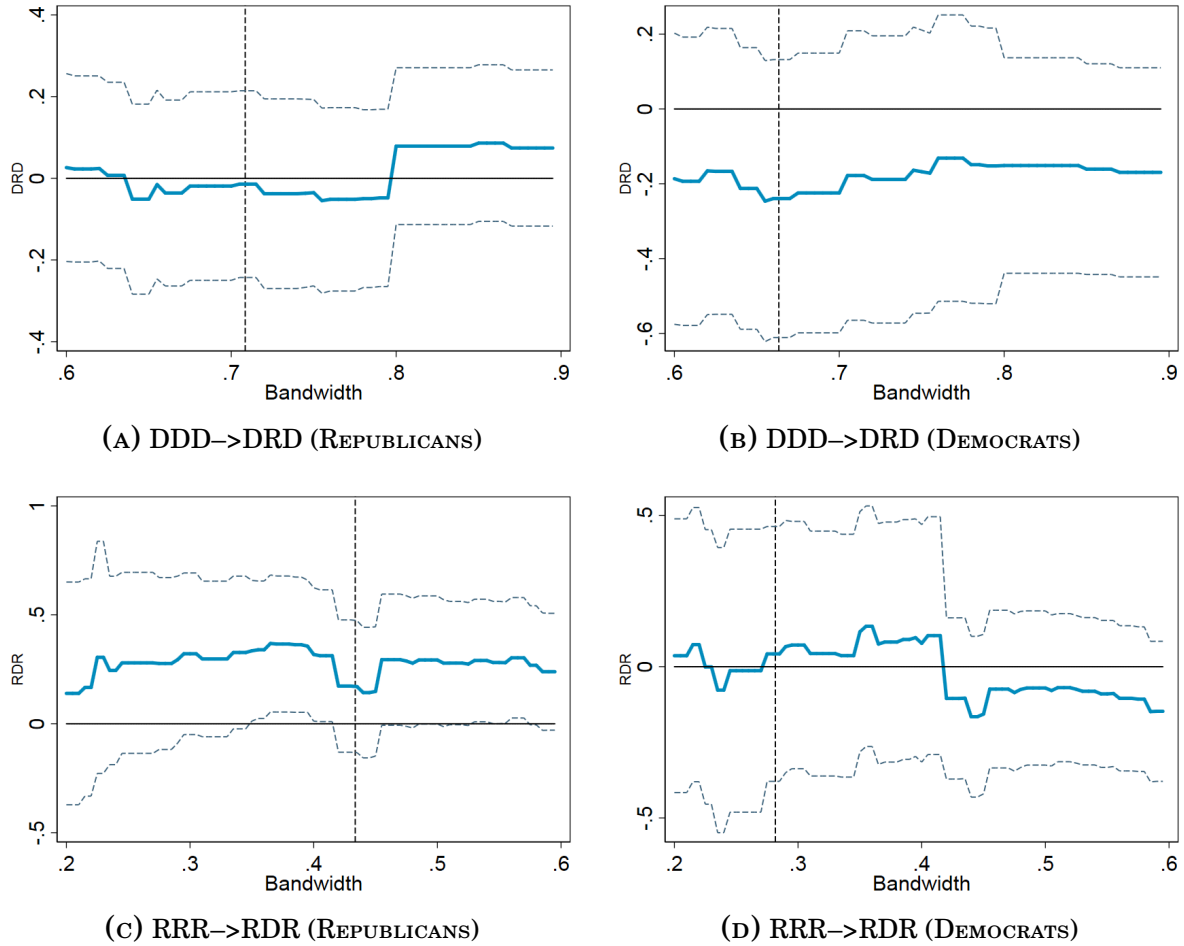 .4
.2
0
-.2
-.4
DRD
.6 .7 .8 .9
Bandwidth
(A) DDD–>DRD (REPUBLICANS)
.2
0
-.2
-.4
-.6
DRD
.6 .7 .8 .9
Bandwidth
(B) DDD–>DRD (DEMOCRATS)
1
.5
0
-.5
RDR
.2 .3 .4 .5 .6
Bandwidth
(C) RRR–>RDR (REPUBLICANS)
.5
0
-.5
RDR
.2 .3 .4 .5 .6
Bandwidth
(D) RRR–>RDR (DEMOCRATS)